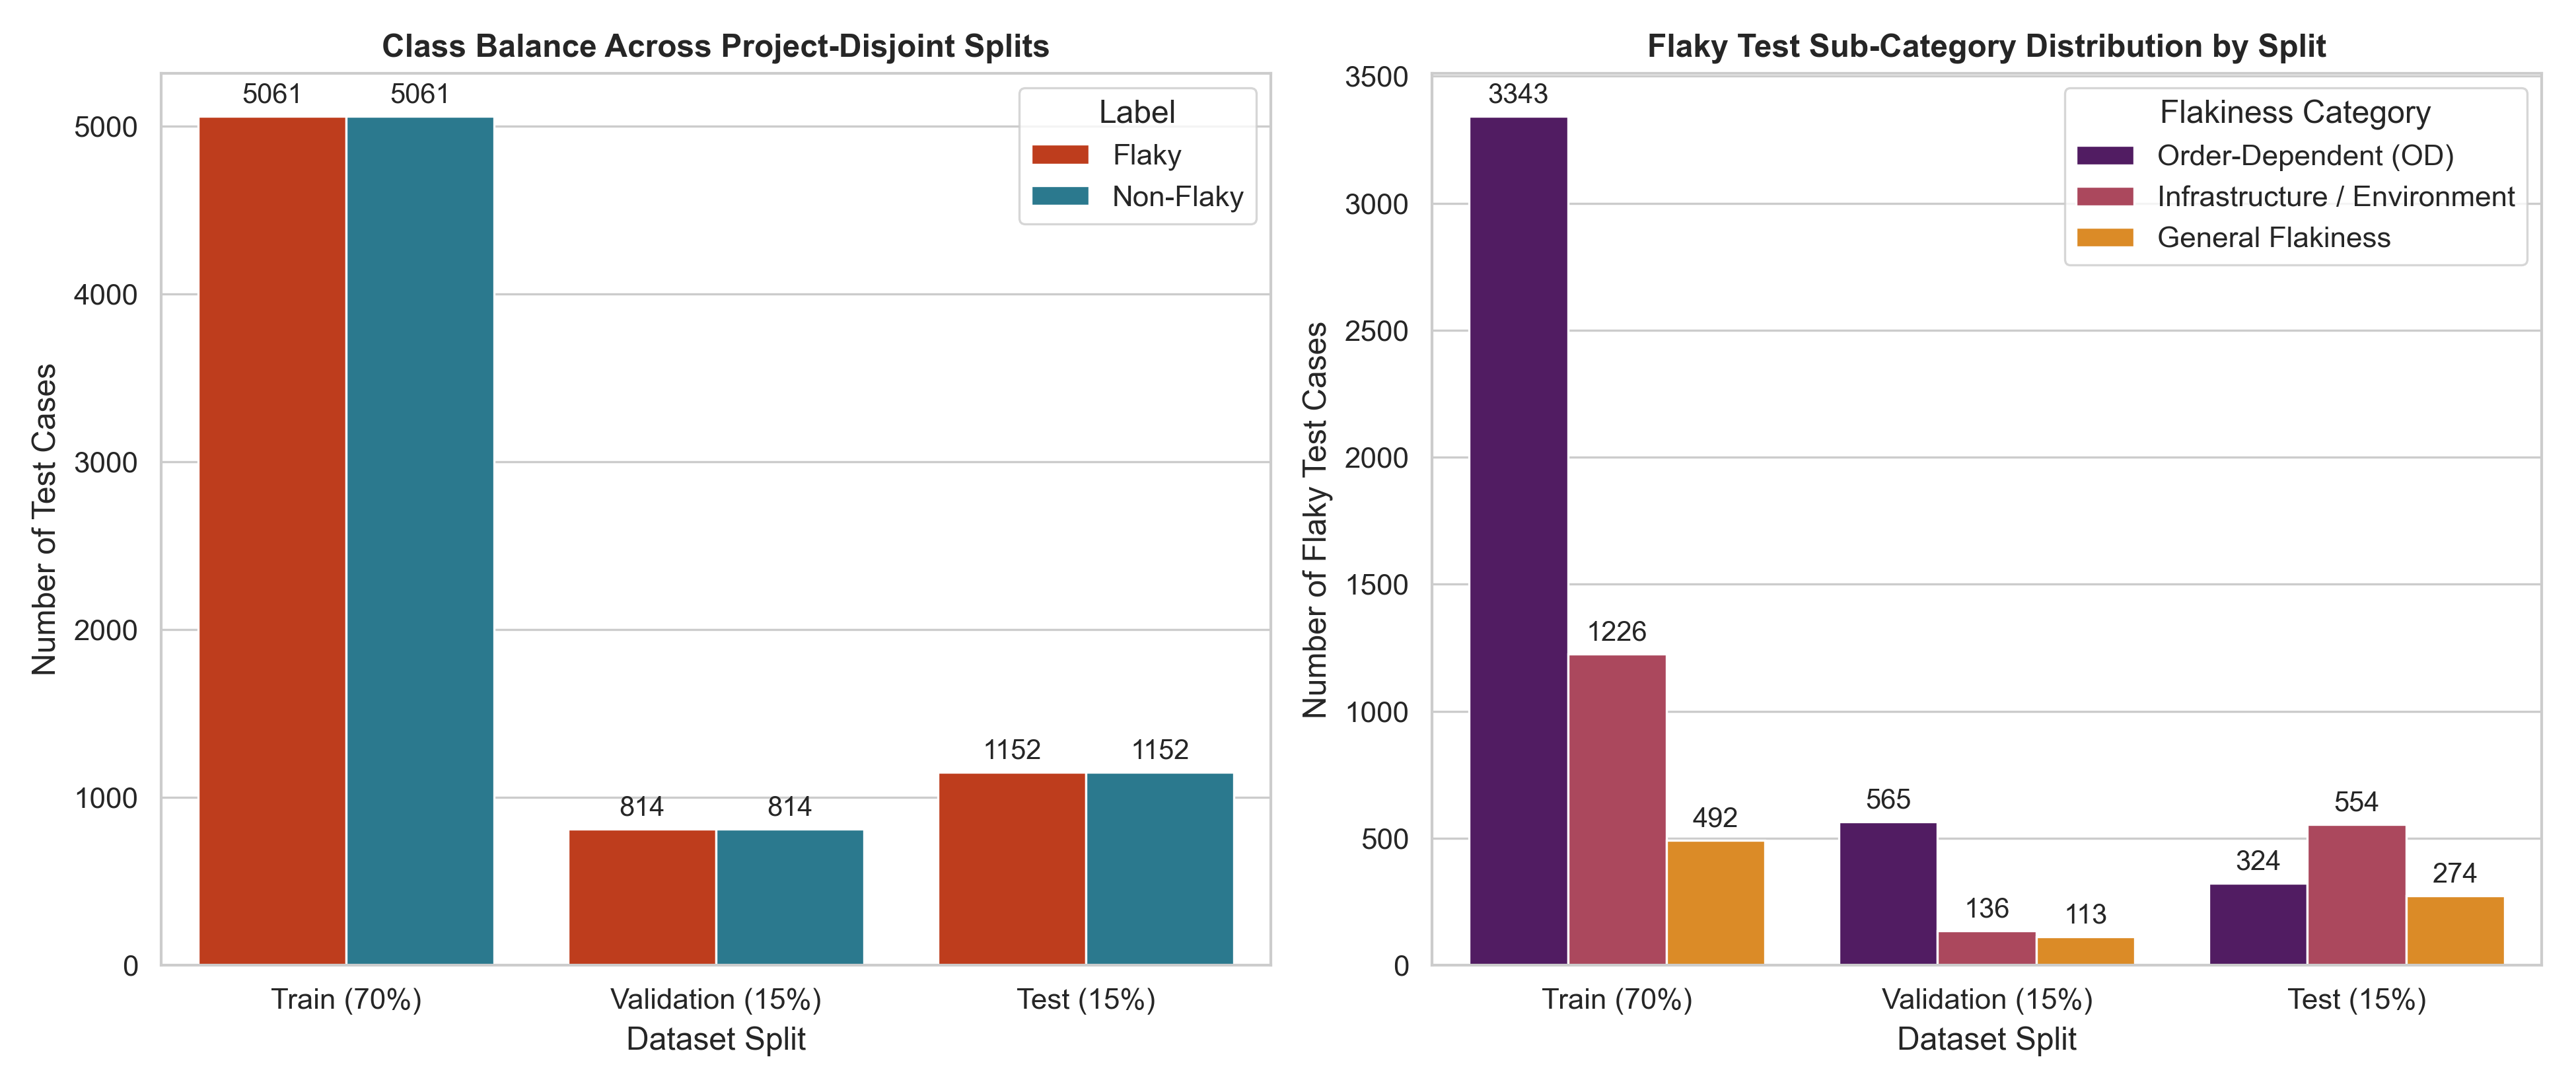 Class Balance Across Project-Disjoint Splits
Number of Test Cases
5000
4000
3000
2000
1000
0
5061
5061
814
814
1152
1152
Label
Flaky
Non-Flaky
Train (70%)
Validation (15%)
Test (15%)
Dataset Split
Flaky Test Sub-Category Distribution by Split
Number of Flaky Test Cases
3500
3000
2500
2000
1500
1000
500
0
3343
1226
492
565
136
113
324
554
274
Flakiness Category
Order-Dependent (OD)
Infrastructure / Environment
General Flakiness
Train (70%)
Validation (15%)
Test (15%)
Dataset Split